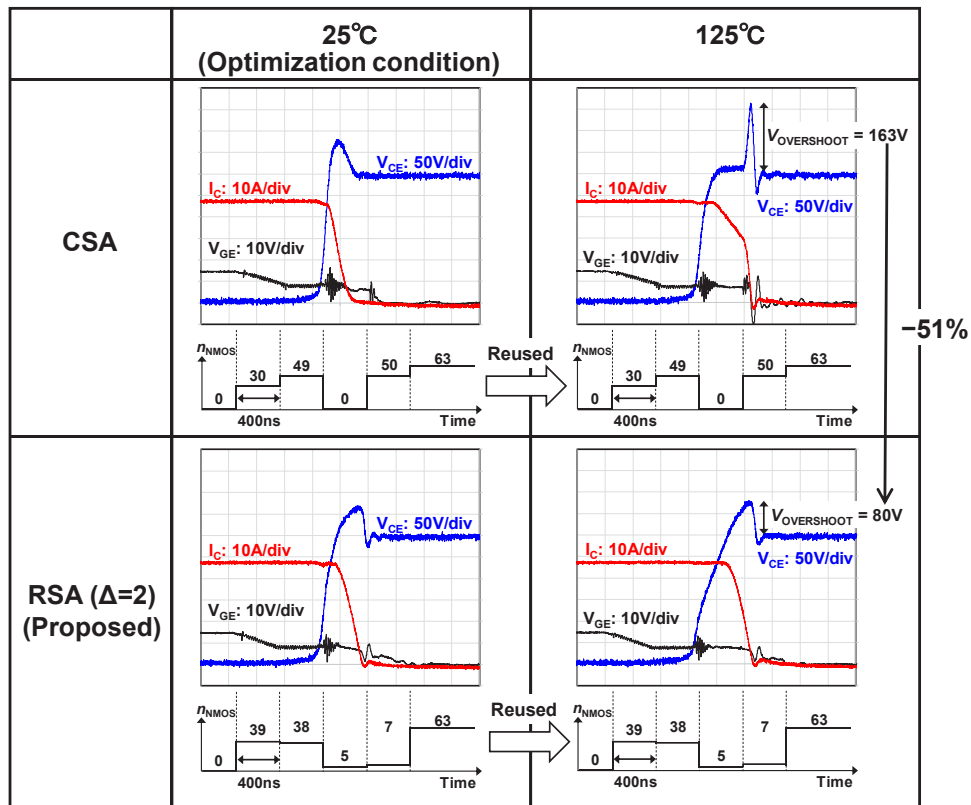 25℃
(Optimization condition)
125℃
CSA
V_CE: 50V/div
I_C: 10A/div
V_GE: 10V/div
V_OVERSHOOT = 163V
I_C: 10A/div
V_CE: 50V/div
V_GE: 10V/div
−51%
n_NMOS
0
30
49
0
50
63
400ns
Time
Reused
n_NMOS
0
30
49
0
50
63
400ns
Time
RSA (Δ=2)
(Proposed)
V_CE: 50V/div
I_C: 10A/div
V_GE: 10V/div
V_OVERSHOOT = 80V
I_C: 10A/div
V_CE: 50V/div
V_GE: 10V/div
n_NMOS
0
39
38
5
7
63
400ns
Time
Reused
n_NMOS
0
39
38
5
7
63
400ns
Time